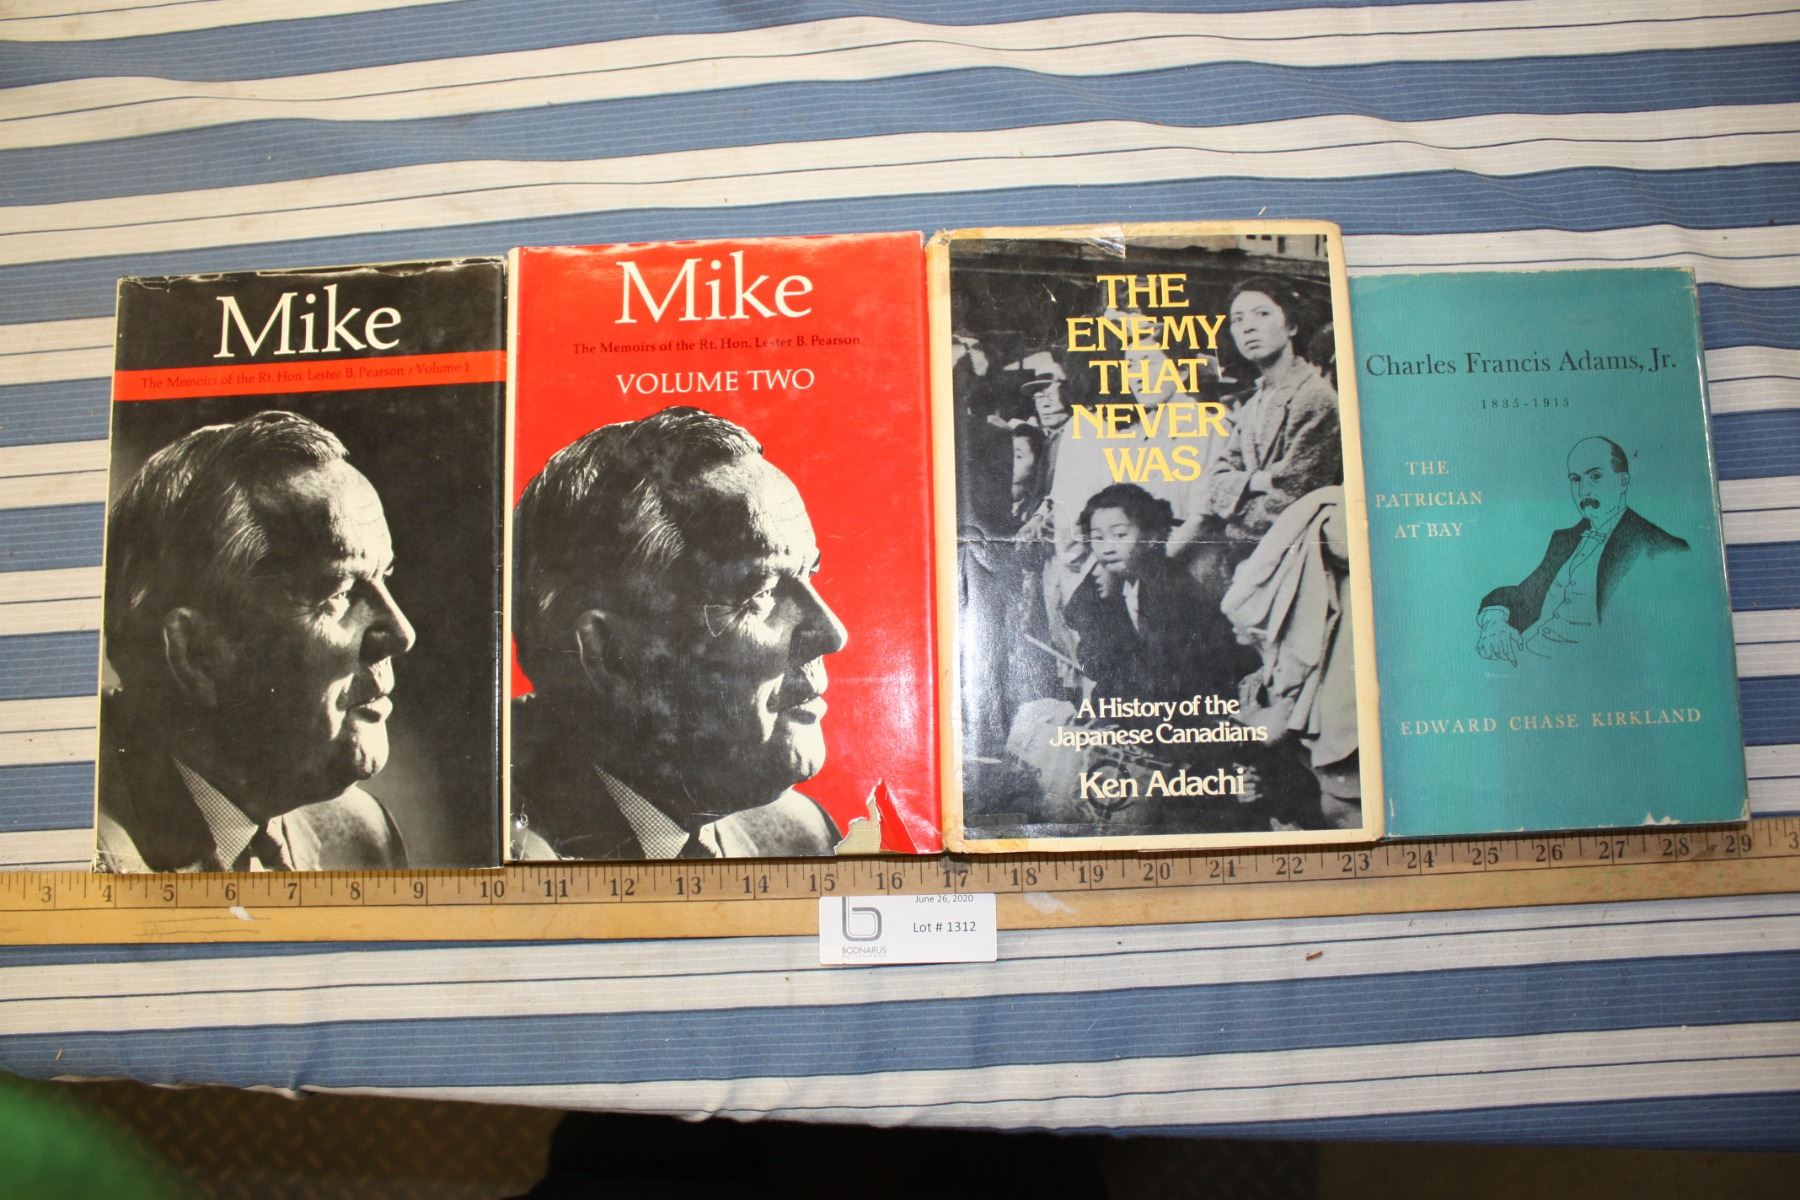 Mike
The Memoirs of the Rt. Hon. Lester B. Pearson / Volume 1
Mike
The Memoirs of the Rt. Hon. Lester B. Pearson
VOLUME TWO
THE
ENEMY
THAT
NEVER
WAS
A History of the
Japanese Canadians
Ken Adachi
Charles Francis Adams, Jr.
1835-1915
THE
PATRICIAN
AT BAY
EDWARD CHASE KIRKLAND
3 4 5 6 7 8 9 10 11 12 13 14 15 16 17 18 19 20 21 22 23 24 25 26 27 28 29
June 26, 2020
Lot # 1312
BODNARUS